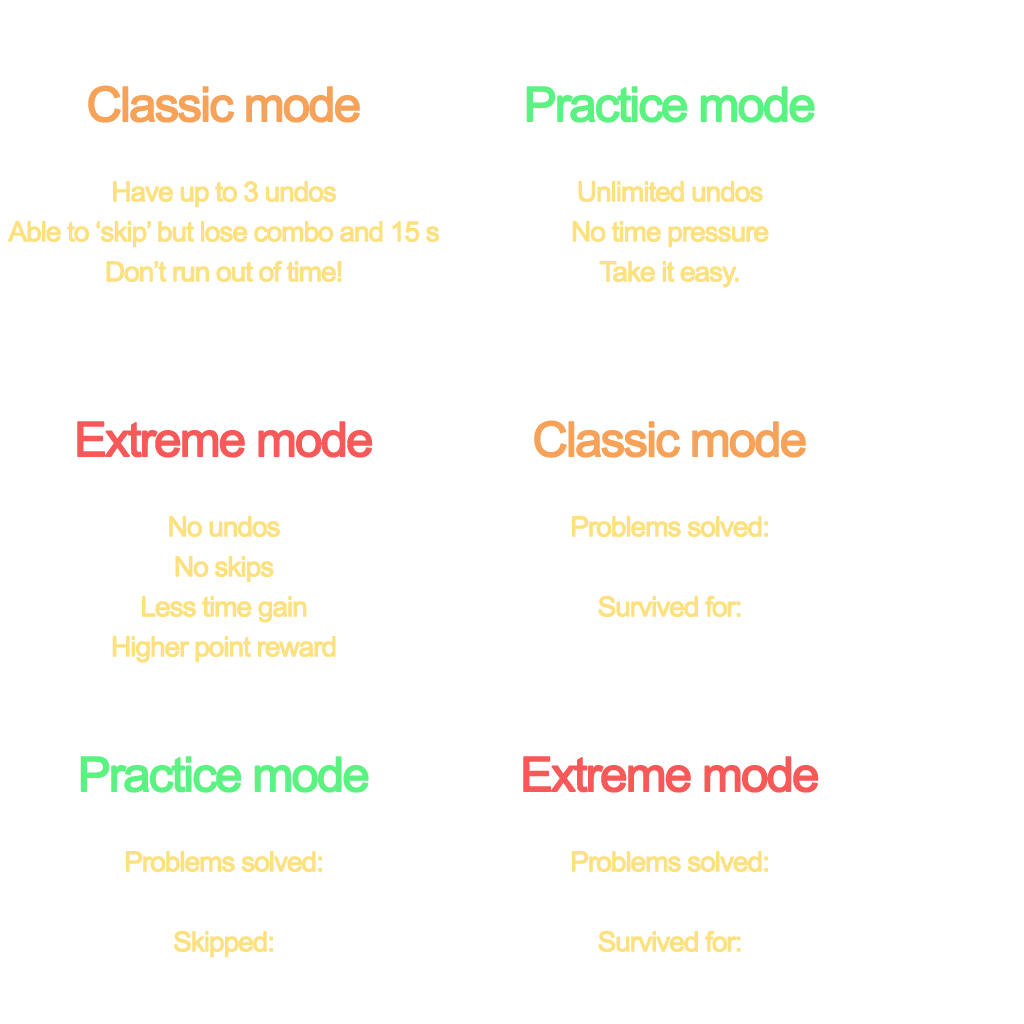 Classic mode
Have up to 3 undos
Able to ‘skip’ but lose combo and 15 s
Don’t run out of time!
Practice mode
Unlimited undos
No time pressure
Take it easy.
Extreme mode
No undos
No skips
Less time gain
Higher point reward
Classic mode
Problems solved:
Survived for:
Practice mode
Problems solved:
Skipped:
Extreme mode
Problems solved:
Survived for: